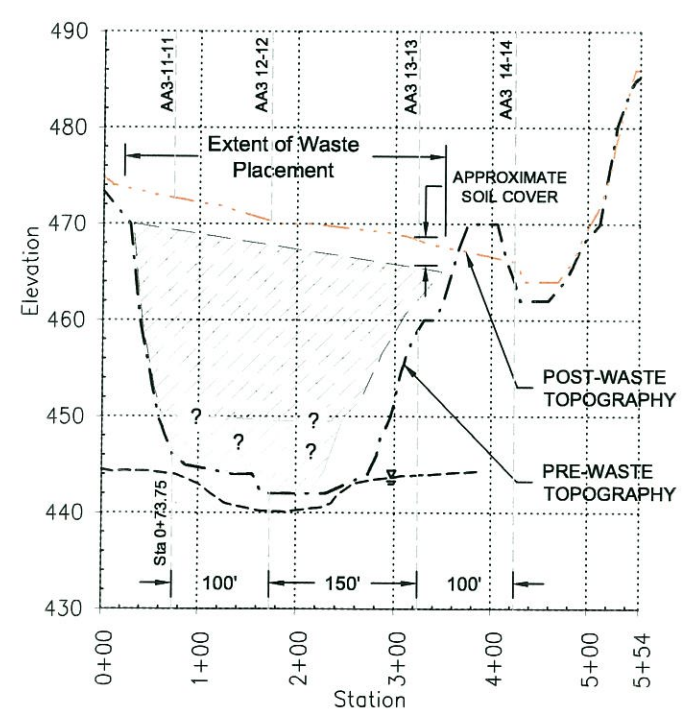 490
480
470
460
450
440
430
Elevation
AA3-11-11
AA3 12-12
AA3 13-13
AA3 14-14
Extent of Waste
Placement
APPROXIMATE
SOIL COVER
POST-WASTE
TOPOGRAPHY
PRE-WASTE
TOPOGRAPHY
? ?
? ?
Sta 0+73.75
100' 150' 100'
0+00 1+00 2+00 3+00 4+00 5+00 5+54
Station